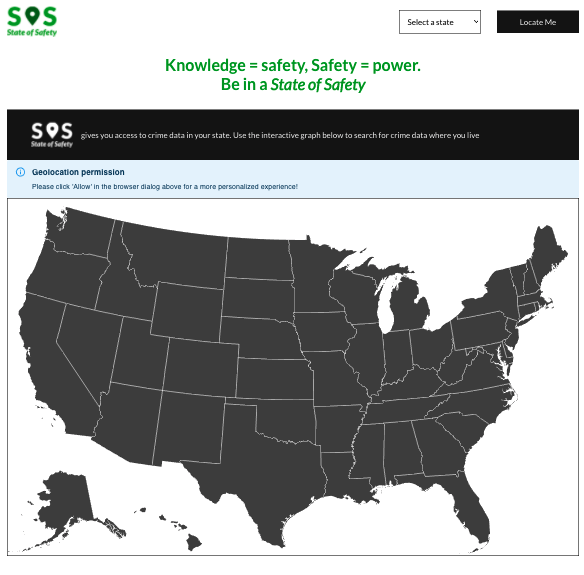 SOS
State of Safety
Select a state
Locate Me
Knowledge = safety, Safety = power.
Be in a State of Safety
SOS
State of Safety
gives you access to crime data in your state. Use the interactive graph below to search for crime data where you live
Geolocation permission
Please click 'Allow' in the browser dialog above for a more personalized experience!